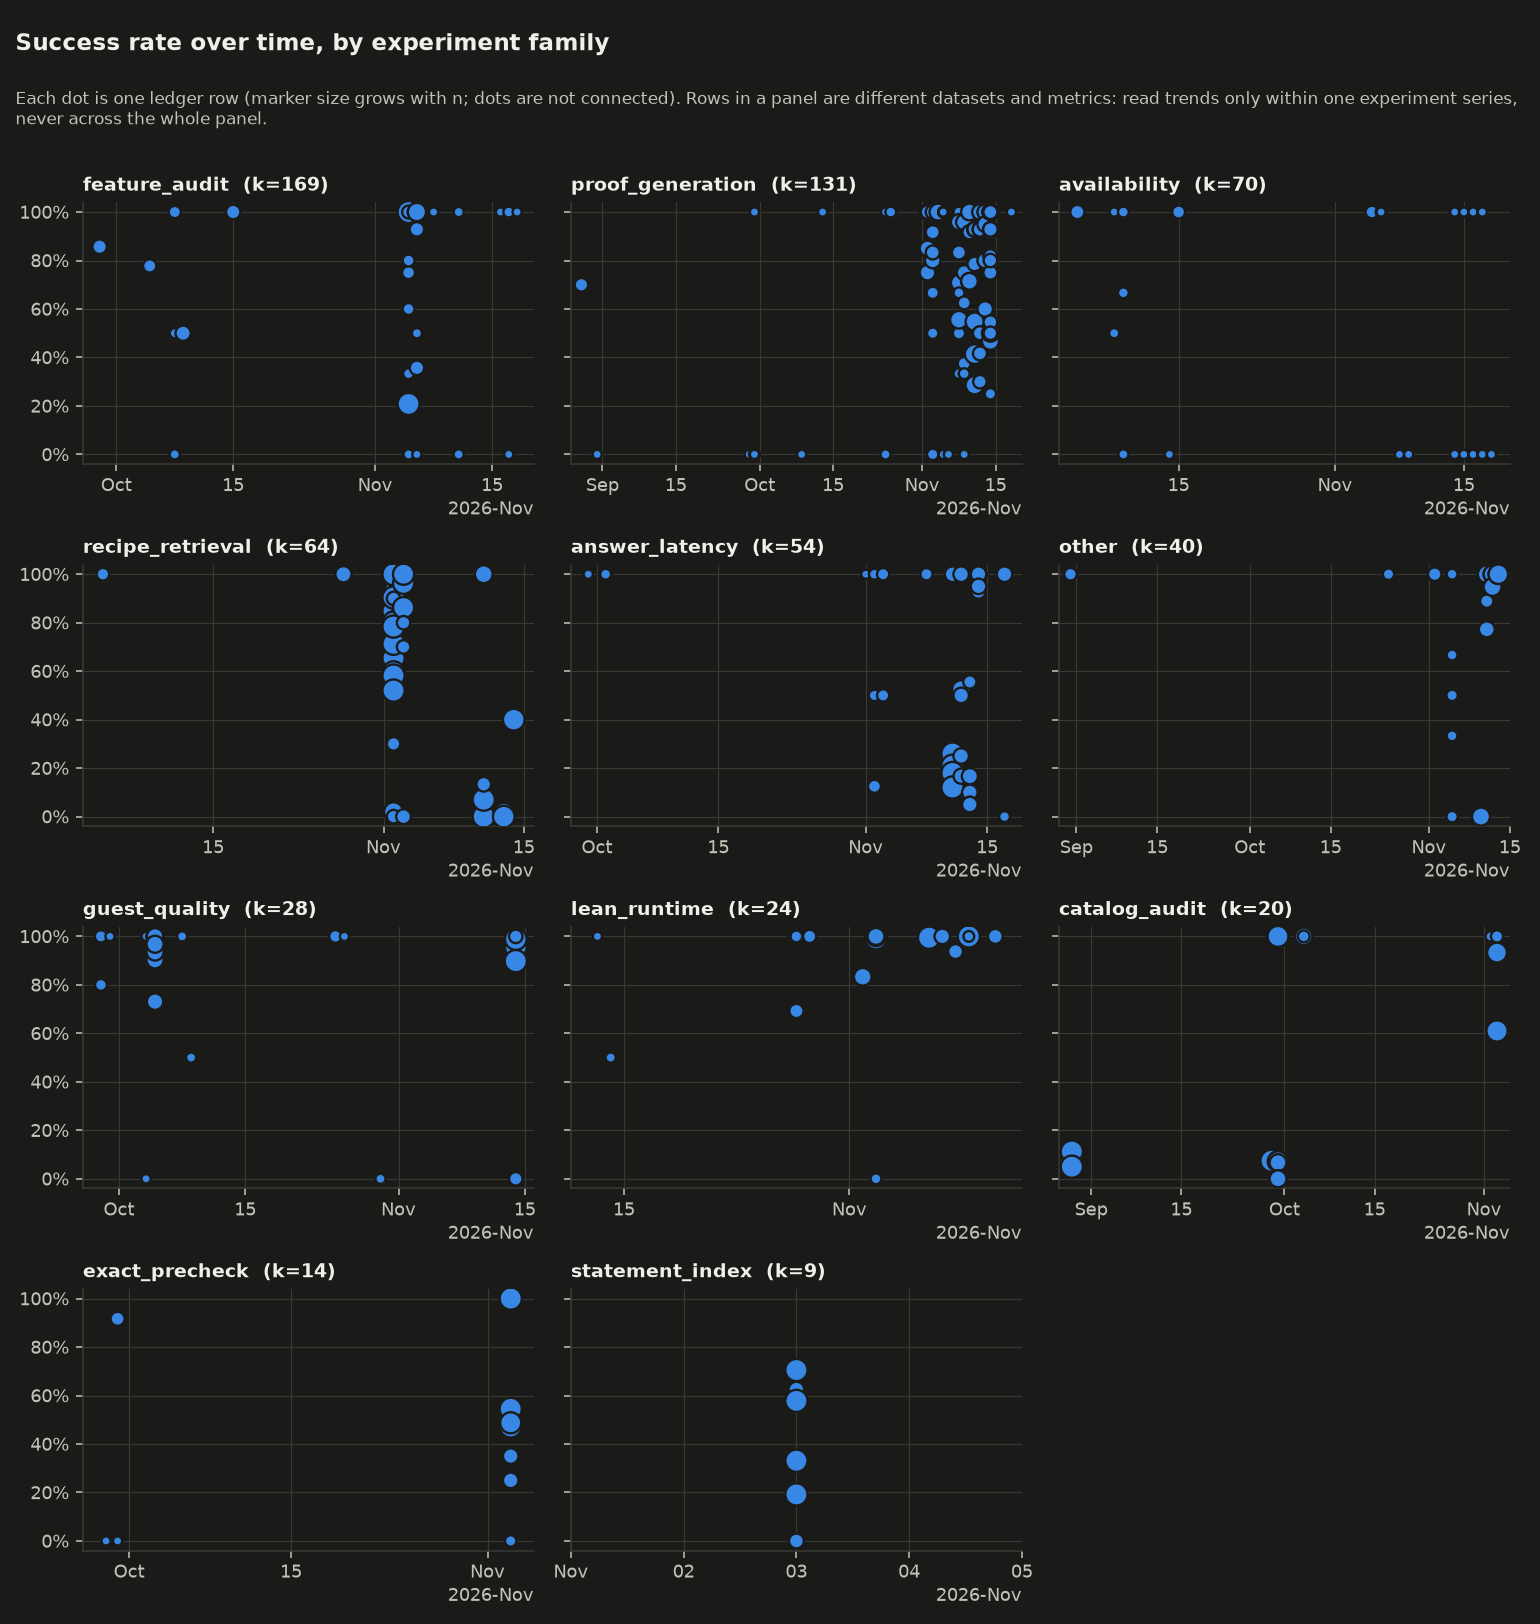 Success rate over time, by experiment family
Each dot is one ledger row (marker size grows with n; dots are not connected). Rows in a panel are different datasets and metrics: read trends only within one experiment series,
never across the whole panel.
feature_audit (k=169)
100%
80%
60%
40%
20%
0%
Oct 15 Nov 15
2026-Nov
proof_generation (k=131)
Sep 15 Oct 15 Nov 15
2026-Nov
availability (k=70)
15 Nov 15
2026-Nov
recipe_retrieval (k=64)
100%
80%
60%
40%
20%
0%
15 Nov 15
2026-Nov
answer_latency (k=54)
Oct 15 Nov 15
2026-Nov
other (k=40)
Sep 15 Oct 15 Nov 15
2026-Nov
guest_quality (k=28)
100%
80%
60%
40%
20%
0%
Oct 15 Nov 15
2026-Nov
lean_runtime (k=24)
15 Nov
2026-Nov
catalog_audit (k=20)
Sep 15 Oct 15 Nov
2026-Nov
exact_precheck (k=14)
100%
80%
60%
40%
20%
0%
Oct 15 Nov
2026-Nov
statement_index (k=9)
Nov 02 03 04 05
2026-Nov